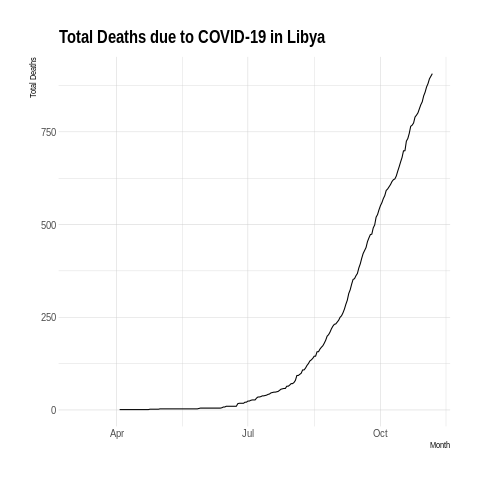 Total Deaths due to COVID-19 in Libya
Total Deaths
750
500
250
0
Apr
Jul
Oct
Month